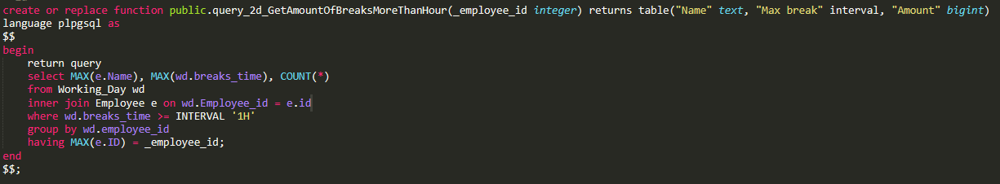 create or replace function public.query_2d_GetAmountOfBreaksMoreThanHour(_employee_id integer) returns table("Name" text, "Max break" interval, "Amount" bigint)
language plpgsql as
$$
begin
    return query
    select MAX(e.Name), MAX(wd.breaks_time), COUNT(*)
    from Working_Day wd
    inner join Employee e on wd.Employee_id = e.id
    where wd.breaks_time >= INTERVAL '1H'
    group by wd.employee_id
    having MAX(e.ID) = _employee_id;
end
$$;